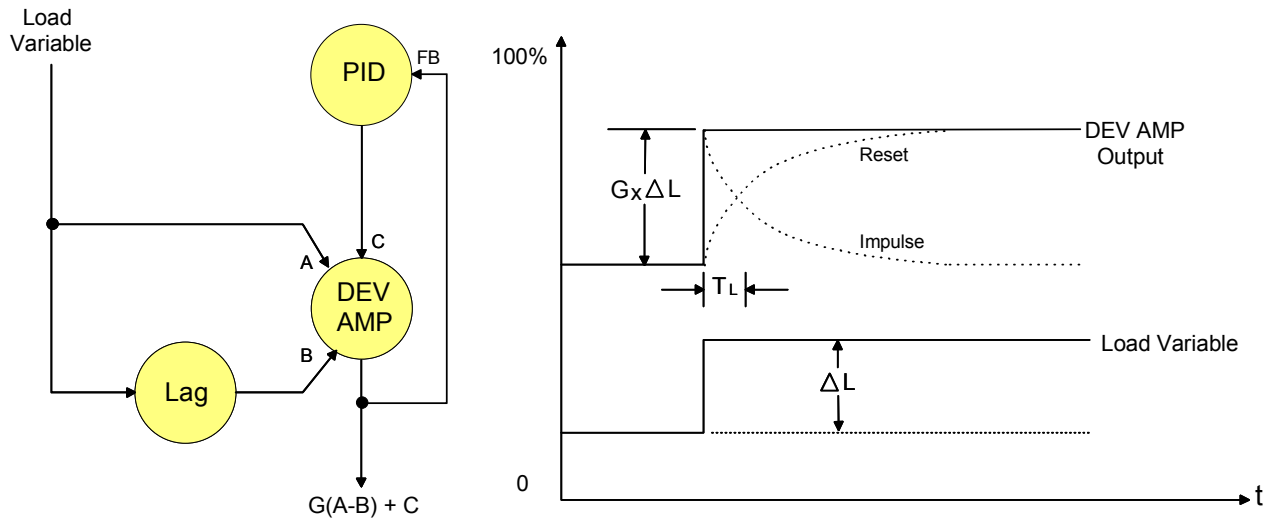 Load
Variable
PID
FB
C
A
DEV
AMP
B
Lag
G(A-B) + C
100%
DEV AMP
Output
Reset
Gx△L
Impulse
TL
Load Variable
△L
0
t